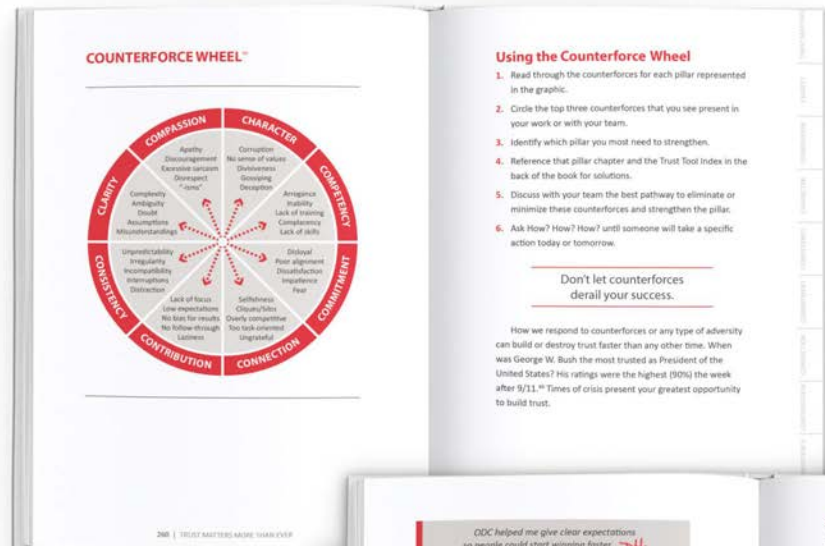 COUNTERFORCE WHEEL™
COMPASSION
CHARACTER
COMPETENCY
COMMITMENT
CONNECTION
CONTRIBUTION
CONSISTENCY
CLARITY
Apathy
Discouragement
Excessive sarcasm
Disrespect
"-isms"
Corruption
No sense of values
Divisiveness
Gossiping
Deception
Arrogance
Inability
Lack of training
Complacency
Lack of skills
Disloyal
Poor alignment
Dissatisfaction
Impatience
Fear
Selfishness
Cliques/Silos
Overly competitive
Too task-oriented
Ungrateful
Lack of focus
Low expectations
No bias for results
No follow-through
Laziness
Unpredictability
Irregularity
Incompatibility
Interruptions
Distraction
Complexity
Ambiguity
Doubt
Assumptions
Misunderstandings
260 | TRUST MATTERS MORE THAN EVER
Using the Counterforce Wheel
1. Read through the counterforces for each pillar represented
in the graphic.
2. Circle the top three counterforces that you see present in
your work or with your team.
3. Identify which pillar you most need to strengthen.
4. Reference that pillar chapter and the Trust Tool Index in the
back of the book for solutions.
5. Discuss with your team the best pathway to eliminate or
minimize these counterforces and strengthen the pillar.
6. Ask How? How? How? until someone will take a specific
action today or tomorrow.
Don't let counterforces
derail your success.
How we respond to counterforces or any type of adversity
can build or destroy trust faster than any other time. When
was George W. Bush the most trusted as President of the
United States? His ratings were the highest (90%) the week
after 9/11. Times of crisis present your greatest opportunity
to build trust.
ODC helped me give clear expectations
so people could start winning faster